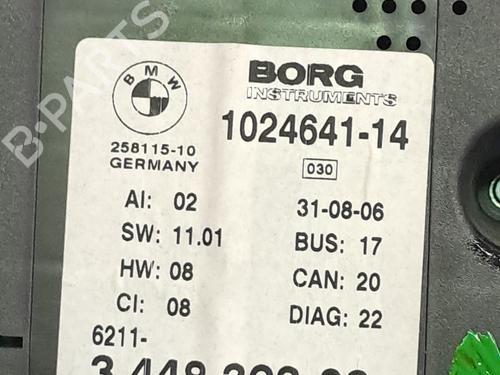 BMW
BORG
INSTRUMENTS
258115-10
GERMANY
1024641-14
030
AI: 02
31-08-06
SW: 11.01
BUS: 17
HW: 08
CAN: 20
CI: 08
DIAG: 22
6211-
B-PARTS